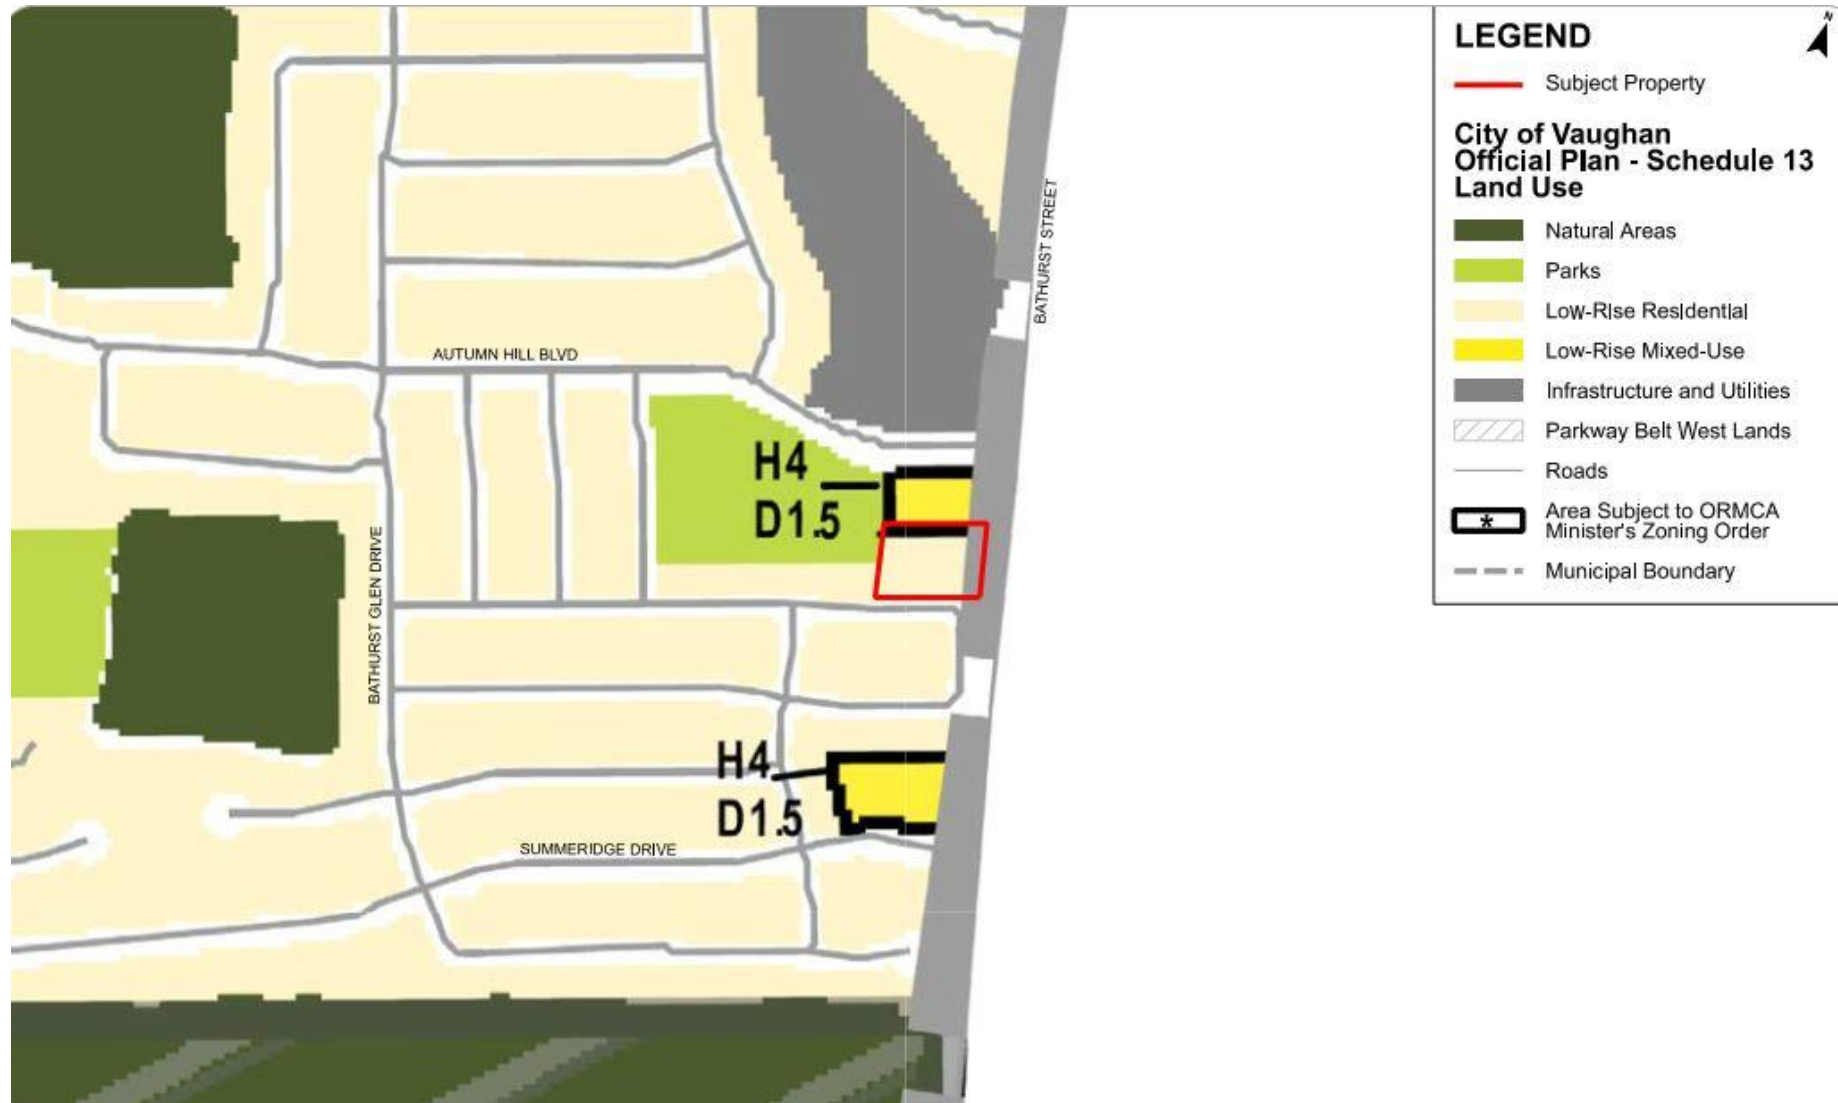 AUTUMN HILL BLVD
BATHURST STREET
H4
D1.5
BATHURST GLEN DRIVE
H4
D1.5
SUMMERIDGE DRIVE
LEGEND
N
Subject Property
City of Vaughan
Official Plan - Schedule 13
Land Use
Natural Areas
Parks
Low-Rise Residential
Low-Rise Mixed-Use
Infrastructure and Utilities
Parkway Belt West Lands
Roads
*
Area Subject to ORMCA
Minister's Zoning Order
Municipal Boundary